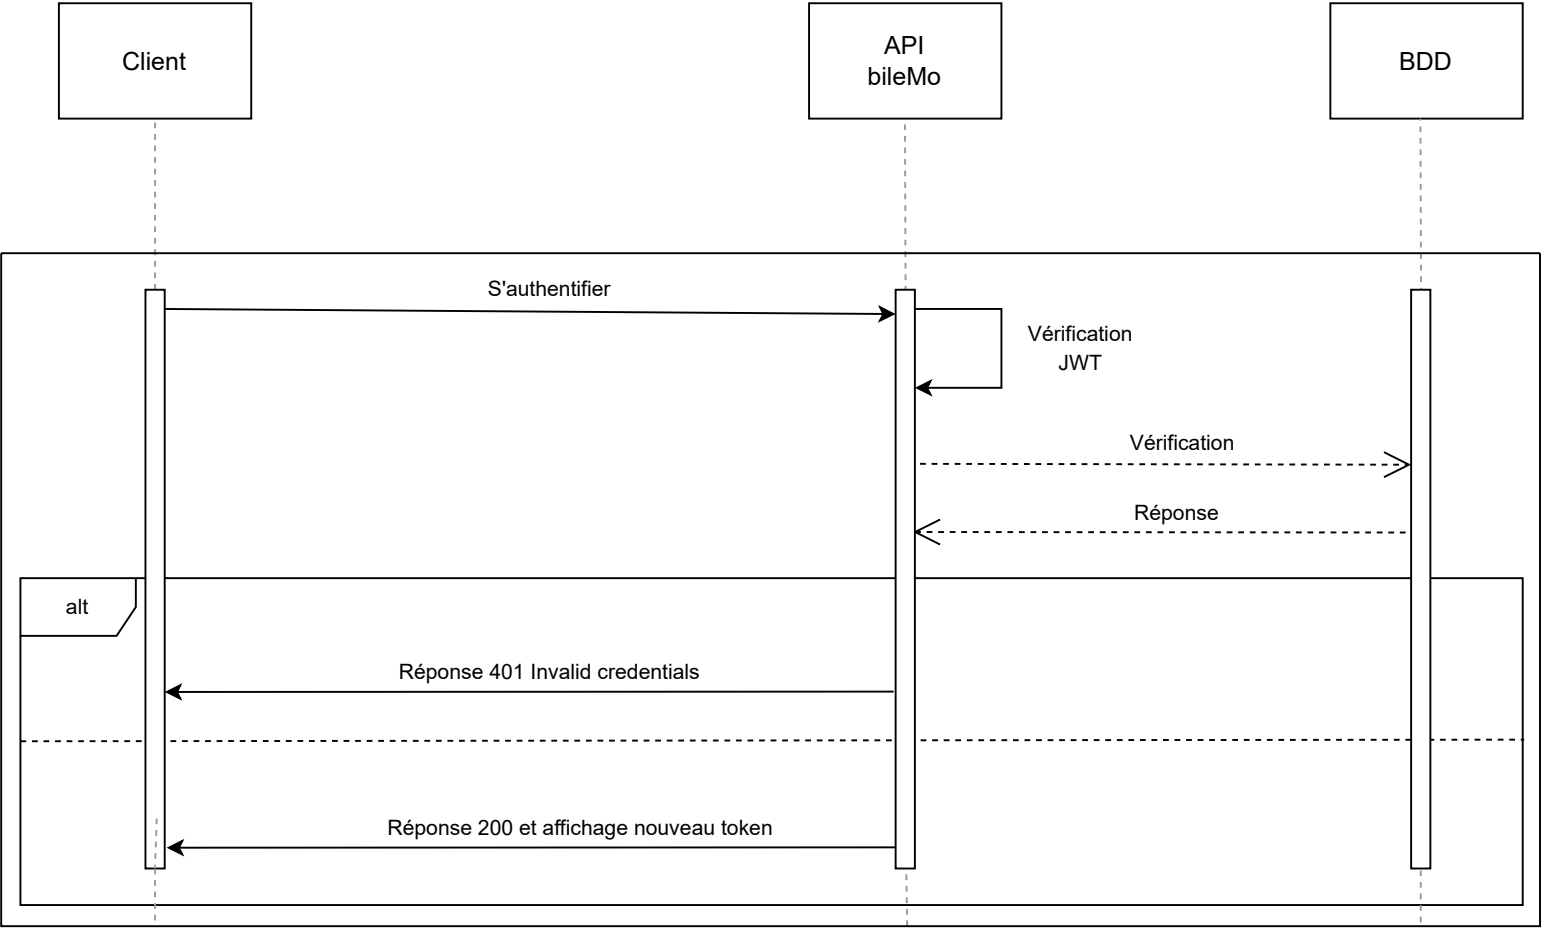 Client
API
bileMo
BDD
S'authentifier
Vérification
JWT
Vérification
Réponse
alt
Réponse 401 Invalid credentials
Réponse 200 et affichage nouveau token